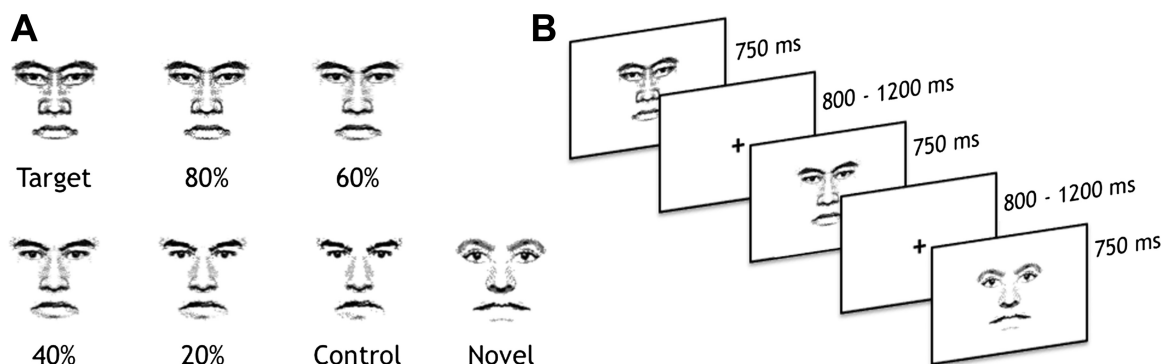 A
Target
80%
60%
40%
20%
Control
Novel
B
750 ms
800 - 1200 ms
750 ms
800 - 1200 ms
750 ms